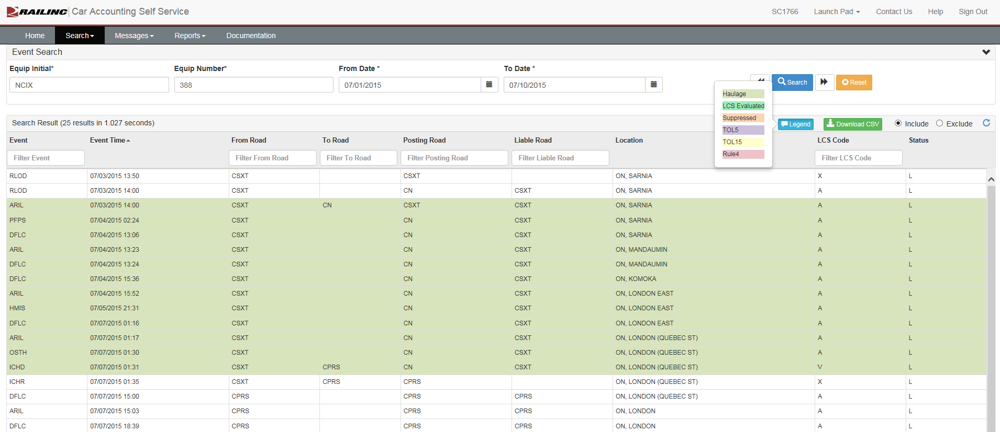 RAILINC Car Accounting Self Service SC1766 Launch Pad Contact Us Help Sign Out
Home Search Messages Reports Documentation
Event Search
Equip Initial* Equip Number* From Date * To Date *
NCIX 388 07/01/2015 07/10/2015 Search Reset
Haulage
LCS Evaluated
Suppressed
TOL5
TOL15
Rule4
Search Result (25 results in 1.027 seconds) Legend Download CSV Include Exclude
Event Event Time From Road To Road Posting Road Liable Road Location LCS Code Status
Filter Event Filter From Road Filter To Road Filter Posting Road Filter Liable Road Filter LCS Code
RLOD 07/03/2015 13:50 CSXT CSXT ON, SARNIA X L
RLOD 07/03/2015 14:00 CSXT CN CSXT ON, SARNIA A L
ARIL 07/03/2015 14:00 CSXT CN CSXT CSXT ON, SARNIA A L
PFPS 07/04/2015 02:24 CSXT CN CSXT ON, SARNIA A L
DFLC 07/04/2015 13:06 CSXT CN CSXT ON, SARNIA A L
ARIL 07/04/2015 13:23 CSXT CN CSXT ON, MANDAUMIN A L
DFLC 07/04/2015 13:24 CSXT CN CSXT ON, MANDAUMIN A L
DFLC 07/04/2015 15:36 CSXT CN CSXT ON, KOMOKA A L
ARIL 07/04/2015 15:52 CSXT CN CSXT ON, LONDON EAST A L
HMIS 07/05/2015 21:31 CSXT CN CSXT ON, LONDON EAST A L
DFLC 07/07/2015 01:16 CSXT CN CSXT ON, LONDON EAST A L
ARIL 07/07/2015 01:17 CSXT CN CSXT ON, LONDON (QUEBEC ST) A L
OSTH 07/07/2015 01:30 CSXT CN CSXT ON, LONDON (QUEBEC ST) A L
ICHD 07/07/2015 01:31 CSXT CPRS CN CSXT ON, LONDON (QUEBEC ST) V L
ICHR 07/07/2015 01:35 CSXT CPRS CPRS ON, LONDON (QUEBEC ST) X L
DFLC 07/07/2015 15:00 CPRS CPRS CPRS ON, LONDON (QUEBEC ST) A L
ARIL 07/07/2015 15:03 CPRS CPRS CPRS ON, LONDON A L
DFLC 07/07/2015 18:39 CPRS CPRS CPRS ON, LONDON A L